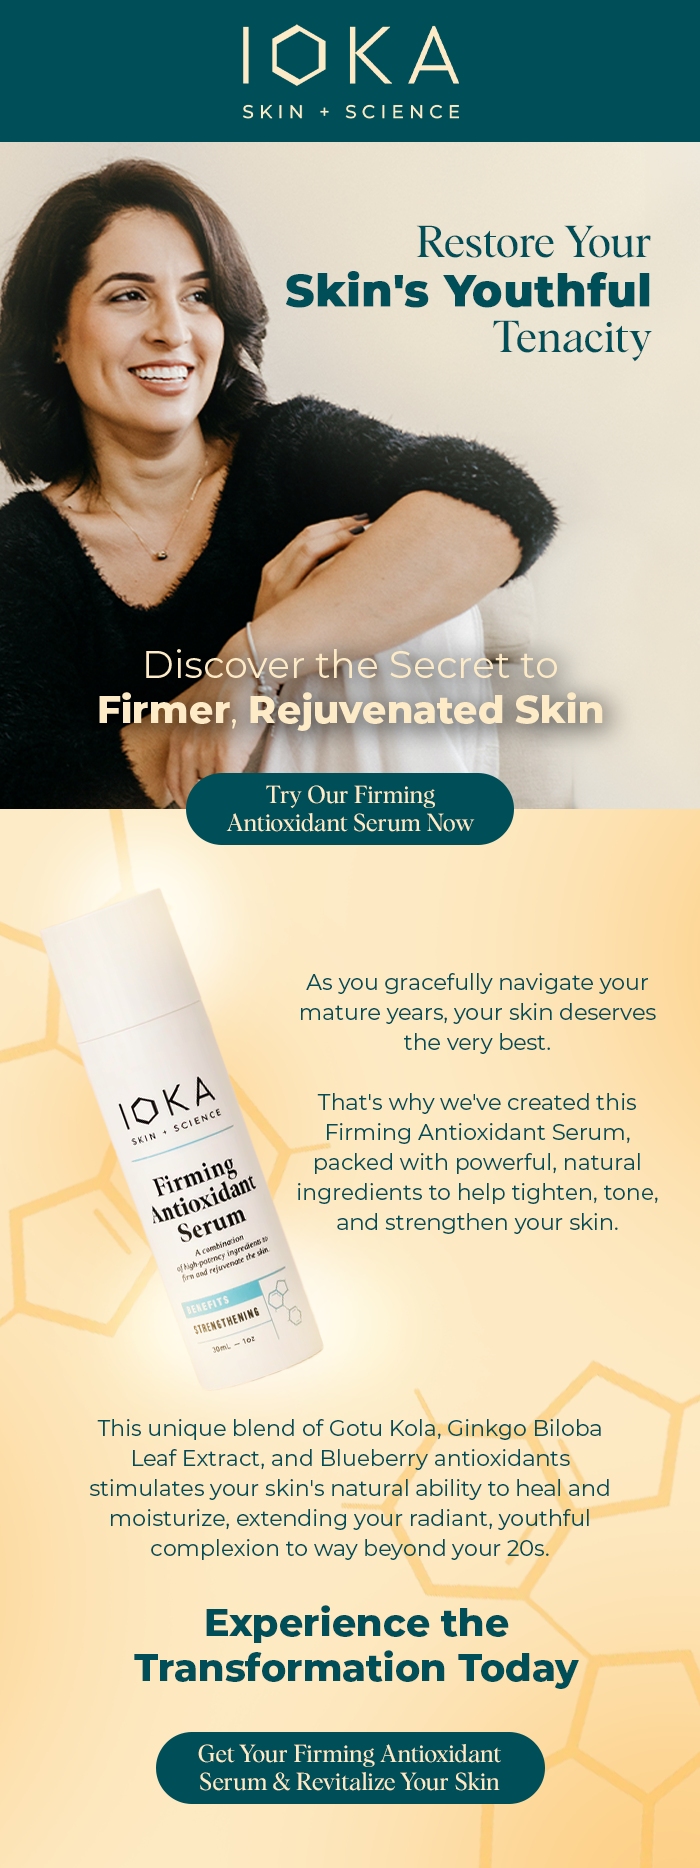 IOKA
SKIN + SCIENCE
Restore Your
Skin's Youthful
Tenacity
Discover the Secret to
Firmer, Rejuvenated Skin
Try Our Firming
Antioxidant Serum Now
As you gracefully navigate your
mature years, your skin deserves
the very best.
That's why we've created this
Firming Antioxidant Serum,
packed with powerful, natural
ingredients to help tighten, tone,
and strengthen your skin.
IOKA
SKIN + SCIENCE
Firming
Antioxidant
Serum
A combination
of high-potency ingredients to
firm and rejuvenate the skin.
BENEFITS
STRENGTHENING
30mL — 1oz
This unique blend of Gotu Kola, Ginkgo Biloba
Leaf Extract, and Blueberry antioxidants
stimulates your skin's natural ability to heal and
moisturize, extending your radiant, youthful
complexion to way beyond your 20s.
Experience the
Transformation Today
Get Your Firming Antioxidant
Serum & Revitalize Your Skin